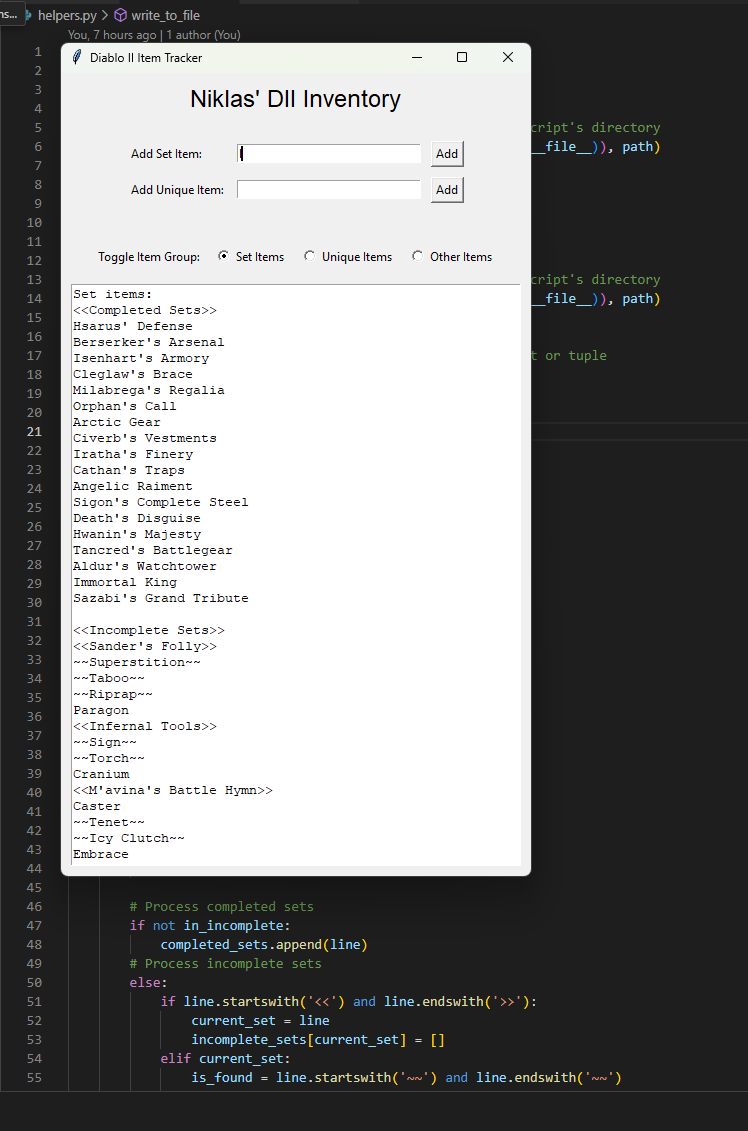 ns...
helpers.py > write_to_file
You, 7 hours ago | 1 author (You)
Diablo II Item Tracker
Niklas' DII Inventory
Add Set Item: Add
Add Unique Item: Add
Toggle Item Group: Set Items Unique Items Other Items
Set items:
<<Completed Sets>>
Hsarus' Defense
Berserker's Arsenal
Isenhart's Armory
Cleglaw's Brace
Milabrega's Regalia
Orphan's Call
Arctic Gear
Civerb's Vestments
Iratha's Finery
Cathan's Traps
Angelic Raiment
Sigon's Complete Steel
Death's Disguise
Hwanin's Majesty
Tancred's Battlegear
Aldur's Watchtower
Immortal King
Sazabi's Grand Tribute
<<Incomplete Sets>>
<<Sander's Folly>>
~~Superstition~~
~~Taboo~~
~~Riprap~~
Paragon
<<Infernal Tools>>
~~Sign~~
~~Torch~~
Cranium
<<M'avina's Battle Hymn>>
Caster
~~Tenet~~
~~Icy Clutch~~
Embrace
1
2
3
4
5 cript's directory
6 __file__)), path)
7
8
9
10
11
12
13 cript's directory
14 __file__)), path)
15
16
17 t or tuple
18
19
20
21
22
23
24
25
26
27
28
29
30
31
32
33
34
35
36
37
38
39
40
41
42
43
44
45
46 # Process completed sets
47 if not in_incomplete:
48 completed_sets.append(line)
49 # Process incomplete sets
50 else:
51 if line.startswith('<<') and line.endswith('>>'):
52 current_set = line
53 incomplete_sets[current_set] = []
54 elif current_set:
55 is_found = line.startswith('~~') and line.endswith('~~')